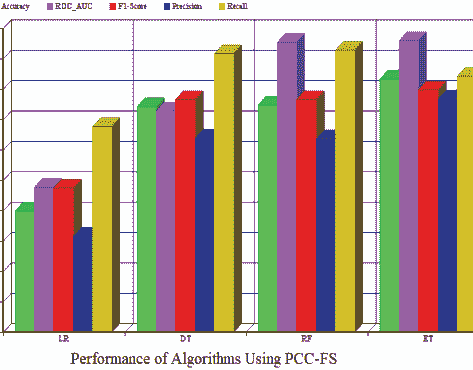 Accuracy ROC_AUC F1-Score Precision Recall
LR DT RF ET
Performance of Algorithms Using PCC-FS